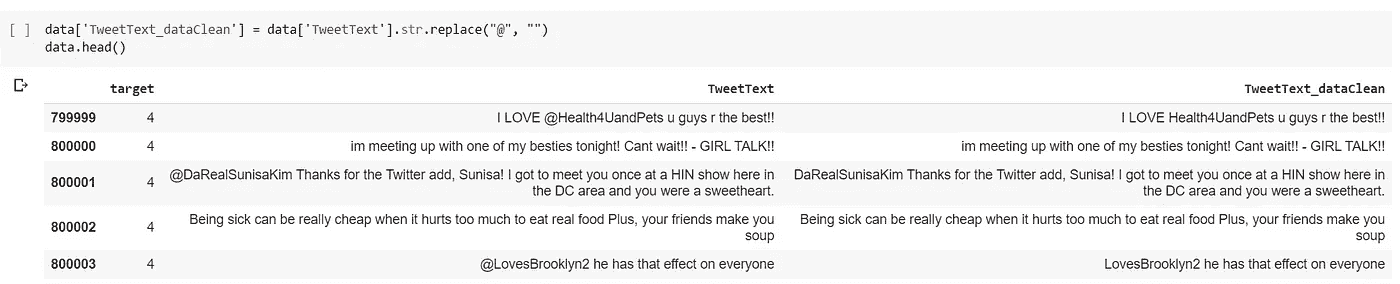 [ ] data['TweetText_dataClean'] = data['TweetText'].str.replace("@", "")
data.head()
target TweetText TweetText_dataClean
799999 4 I LOVE @Health4UandPets u guys r the best!! I LOVE Health4UandPets u guys r the best!!
800000 4 im meeting up with one of my besties tonight! Cant wait!! - GIRL TALK!! im meeting up with one of my besties tonight! Cant wait!! - GIRL TALK!!
800001 4 @DaRealSunisaKim Thanks for the Twitter add, Sunisa! I got to meet you once at a HIN show here in DaRealSunisaKim Thanks for the Twitter add, Sunisa! I got to meet you once at a HIN show here in
the DC area and you were a sweetheart. the DC area and you were a sweetheart.
800002 4 Being sick can be really cheap when it hurts too much to eat real food Plus, your friends make you Being sick can be really cheap when it hurts too much to eat real food Plus, your friends make you
soup soup
800003 4 @LovesBrooklyn2 he has that effect on everyone LovesBrooklyn2 he has that effect on everyone